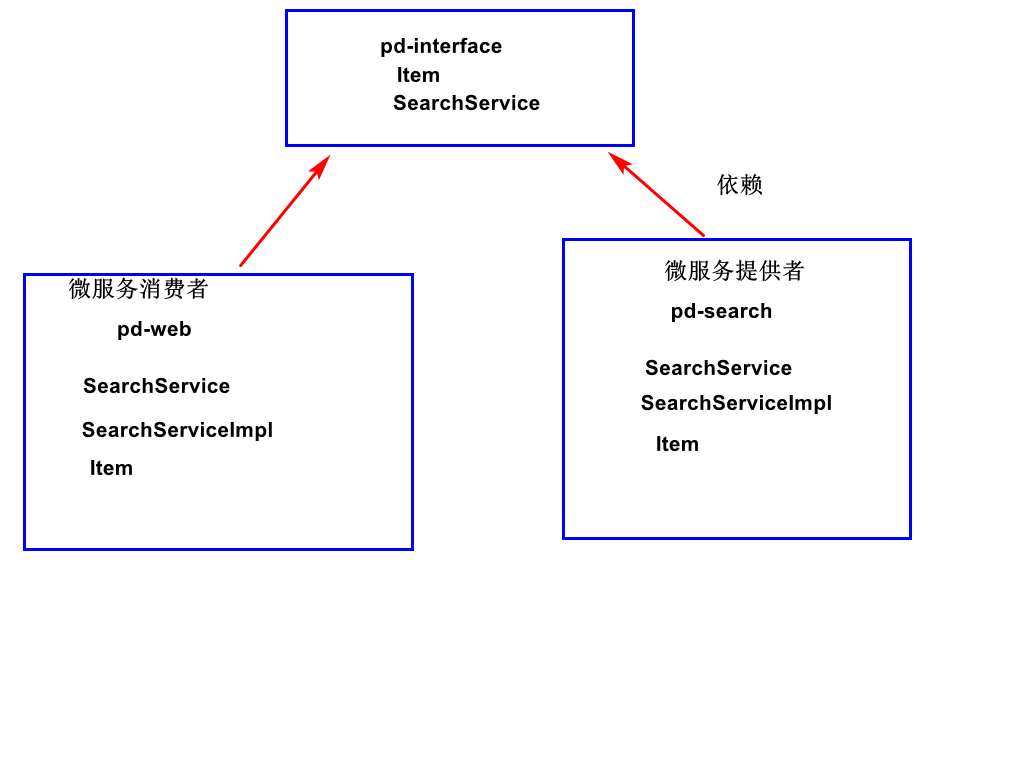 pd-interface
Item
SearchService
依赖
微服务消费者
pd-web
SearchService
SearchServiceImpl
Item
微服务提供者
pd-search
SearchService
SearchServiceImpl
Item